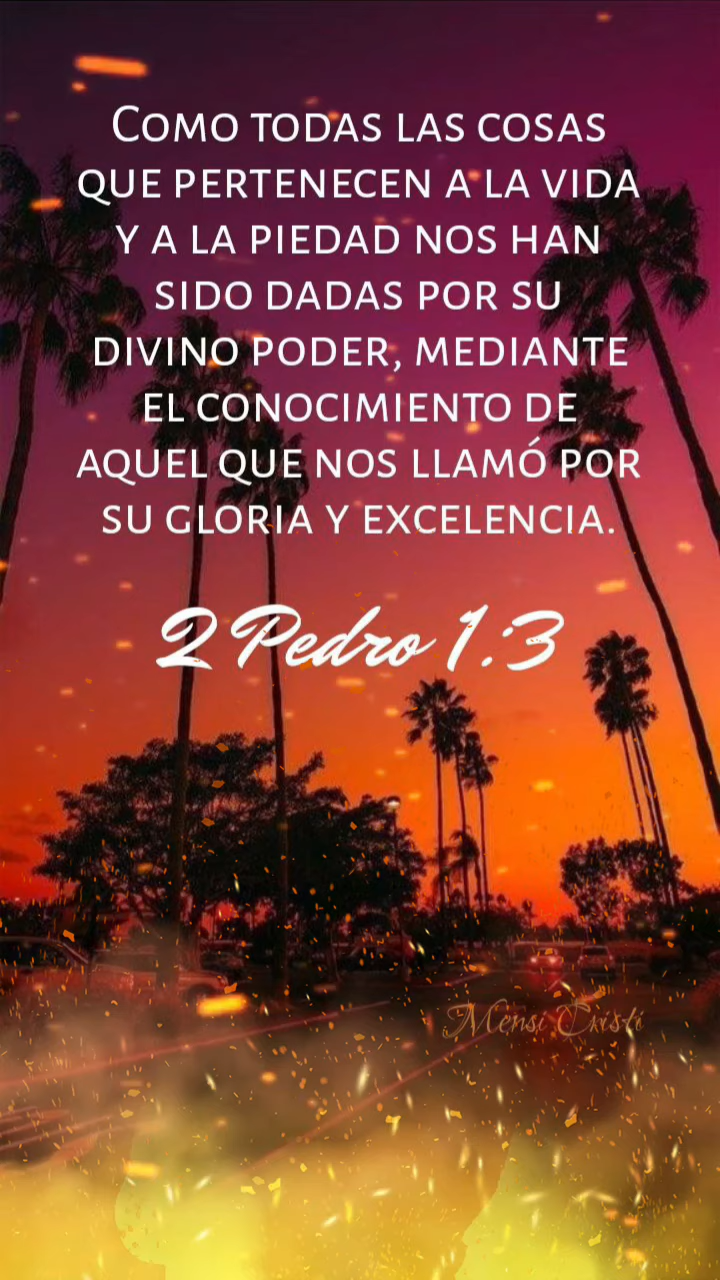 Como todas las cosas
que pertenecen a la vida
y a la piedad nos han
sido dadas por su
divino poder, mediante
el conocimiento de
aquel que nos llamó por
su gloria y excelencia.
2 Pedro 1:3
Mensi Cristi